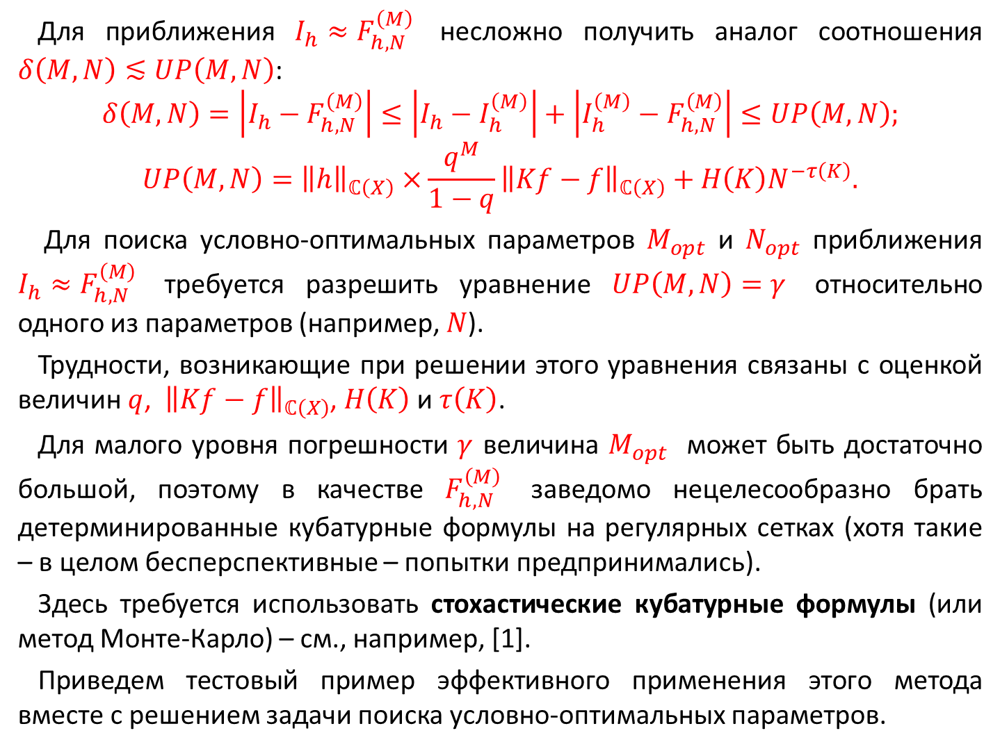 Для приближения $I_h \approx F_{h,N}^{(M)}$ несложно получить аналог соотношения
$\delta(M,N) \lesssim UP(M,N)$:
$\delta(M,N) = \left|I_h - F_{h,N}^{(M)}\right| \leq \left|I_h - I_h^{(M)}\right| + \left|I_h^{(M)} - F_{h,N}^{(M)}\right| \leq UP(M,N);$
$UP(M,N) = \|h\|_{\mathbb{C}(X)} \times \frac{q^M}{1-q} \|Kf - f\|_{\mathbb{C}(X)} + H(K)N^{-\tau(K)}.$
Для поиска условно-оптимальных параметров $M_{opt}$ и $N_{opt}$ приближения
$I_h \approx F_{h,N}^{(M)}$ требуется разрешить уравнение $UP(M,N) = \gamma$ относительно
одного из параметров (например, $N$).
Трудности, возникающие при решении этого уравнения связаны с оценкой
величин $q$, $\|Kf - f\|_{\mathbb{C}(X)}$, $H(K)$ и $\tau(K)$.
Для малого уровня погрешности $\gamma$ величина $M_{opt}$ может быть достаточно
большой, поэтому в качестве $F_{h,N}^{(M)}$ заведомо нецелесообразно брать
детерминированные кубатурные формулы на регулярных сетках (хотя такие
– в целом бесперспективные – попытки предпринимались).
Здесь требуется использовать стохастические кубатурные формулы (или
метод Монте-Карло) – см., например, [1].
Приведем тестовый пример эффективного применения этого метода
вместе с решением задачи поиска условно-оптимальных параметров.